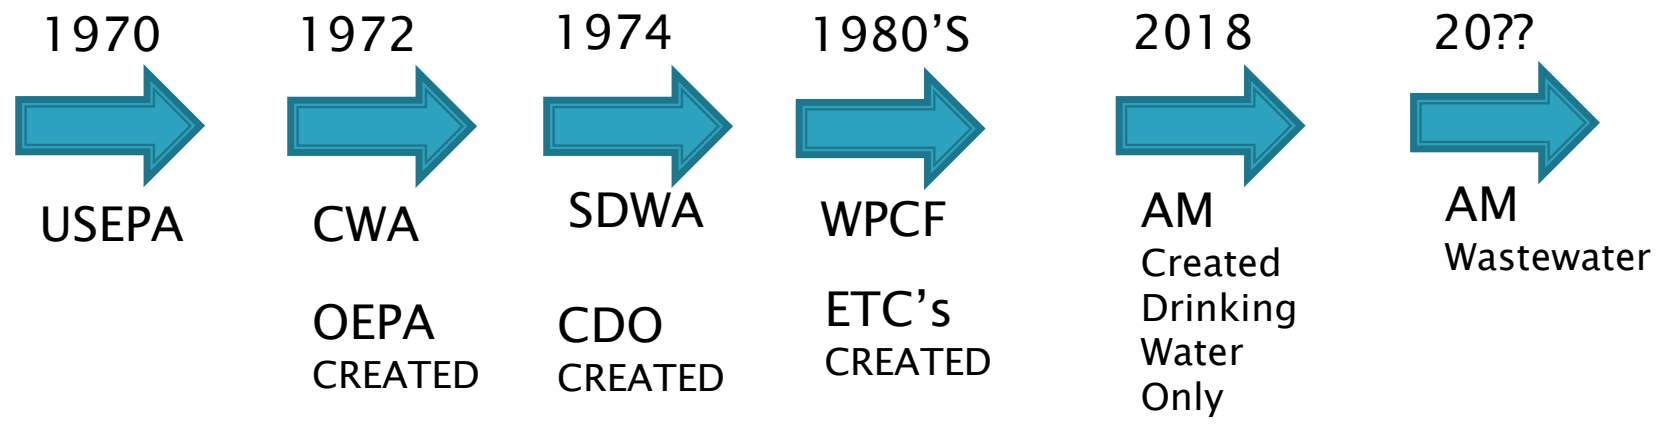 1970
USEPA
1972
CWA
OEPA
CREATED
1974
SDWA
CDO
CREATED
1980’S
WPCF
ETC’s
CREATED
2018
AM
Created
Drinking
Water
Only
20??
AM
Wastewater